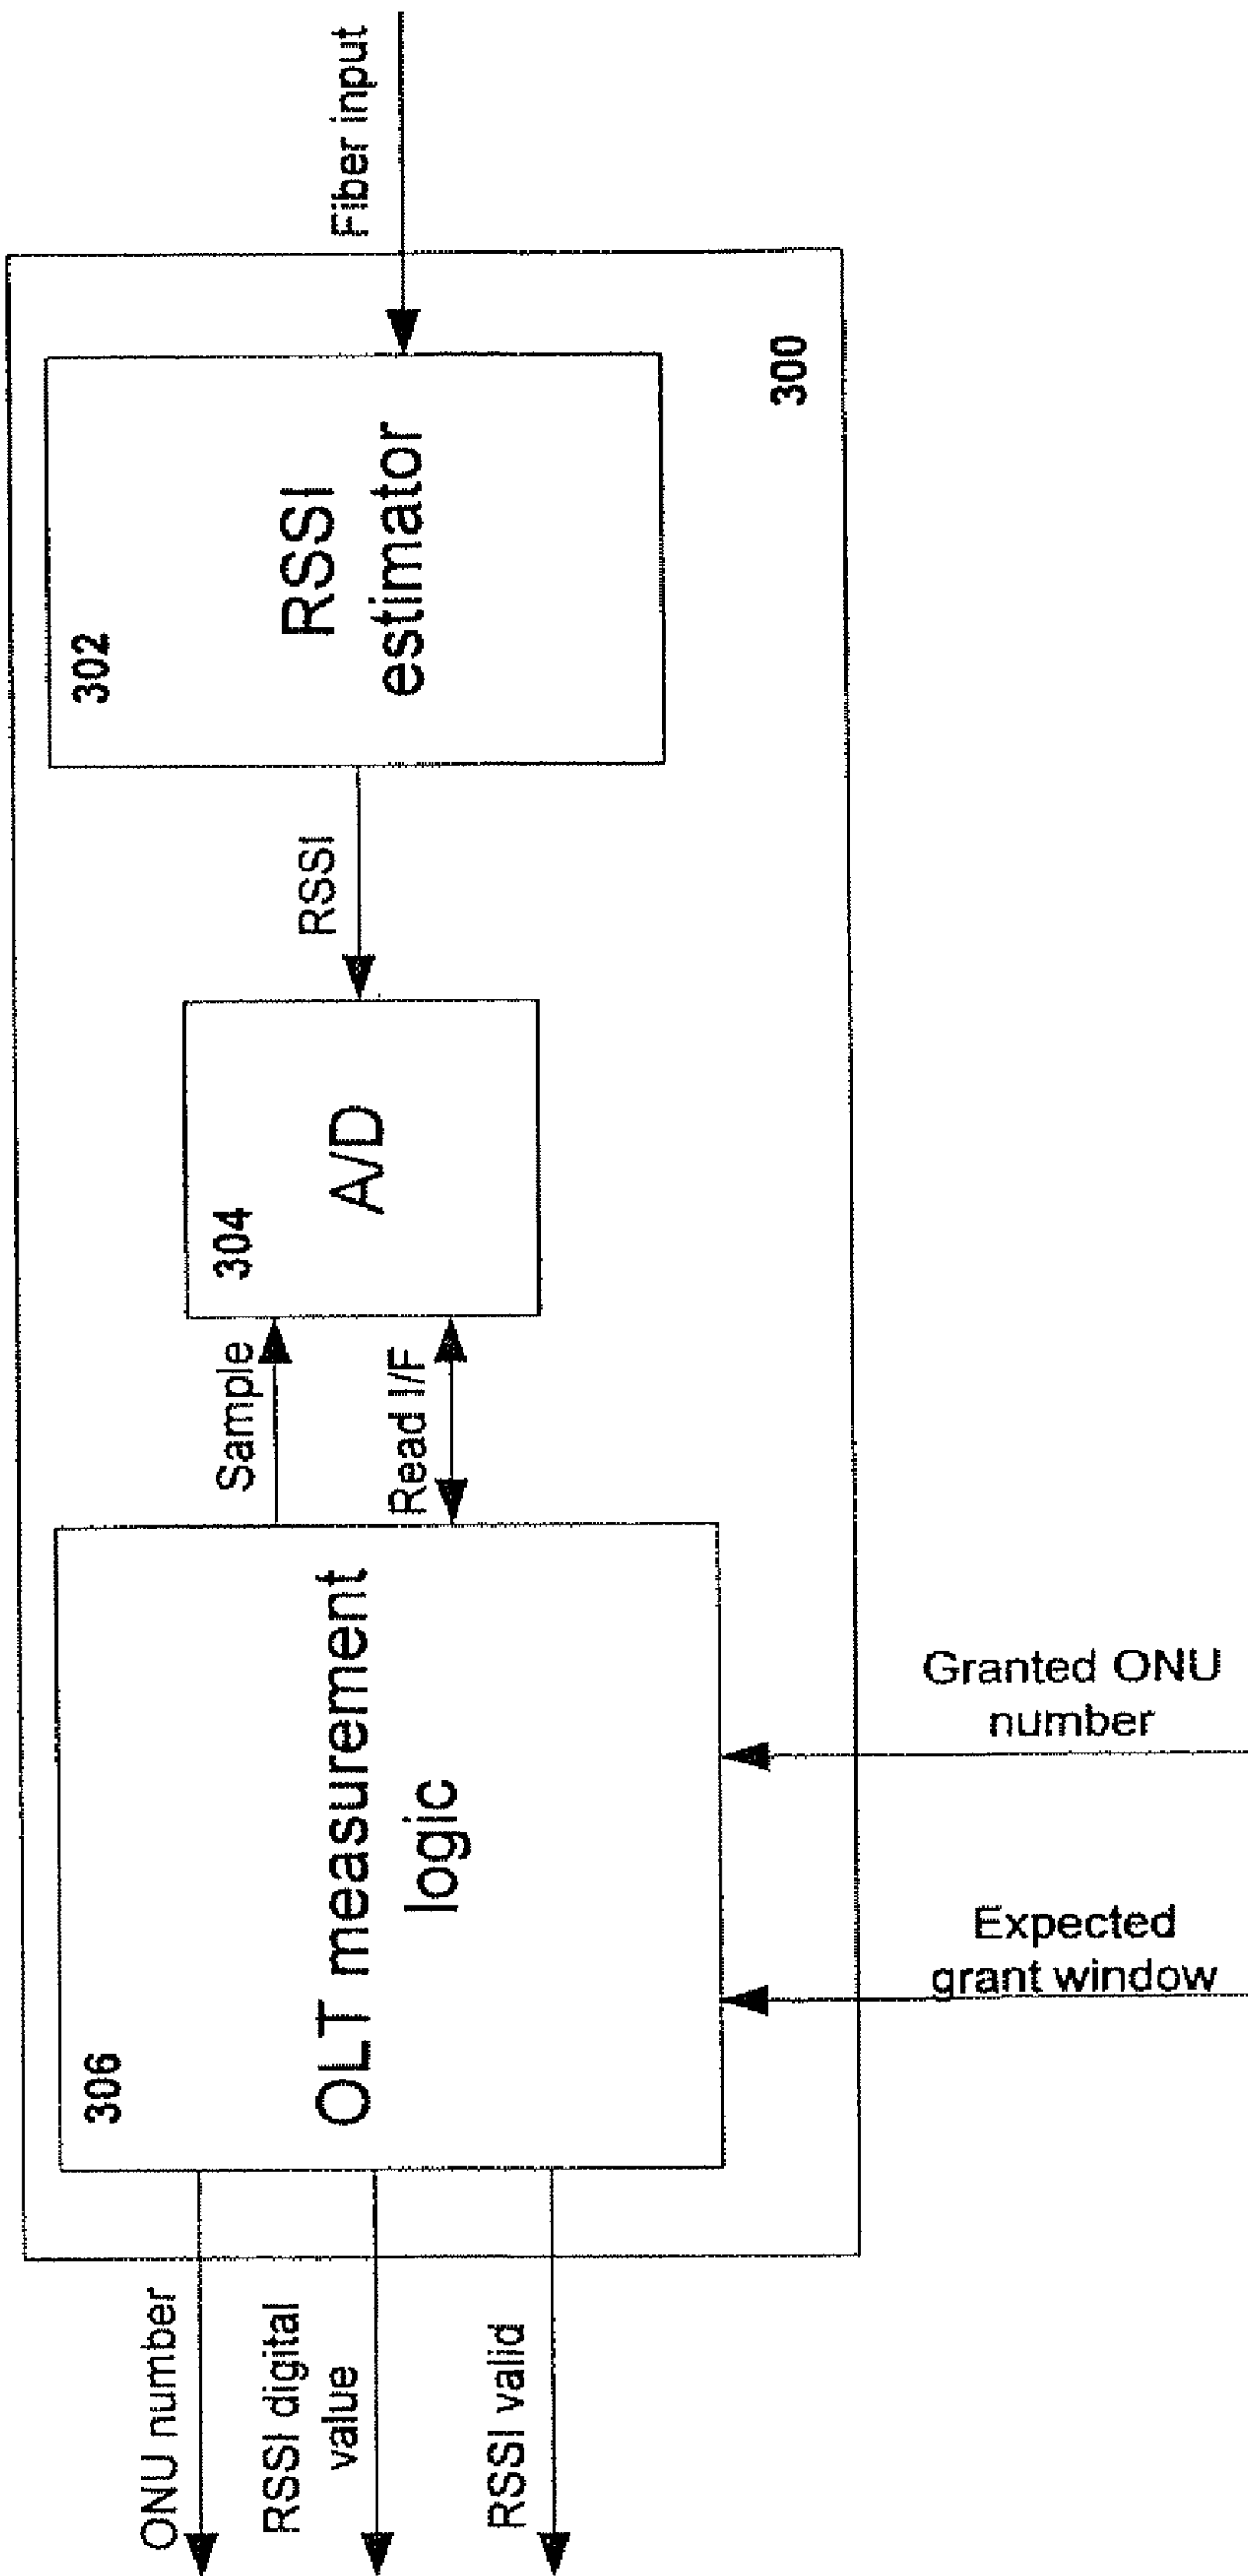 Fiber input
300
302
RSSI
estimator
RSSI
304
A/D
Sample
Read I/F
306
OLT measurement
logic
Granted ONU
number
Expected
grant window
ONU number
RSSI digital
value
RSSI valid